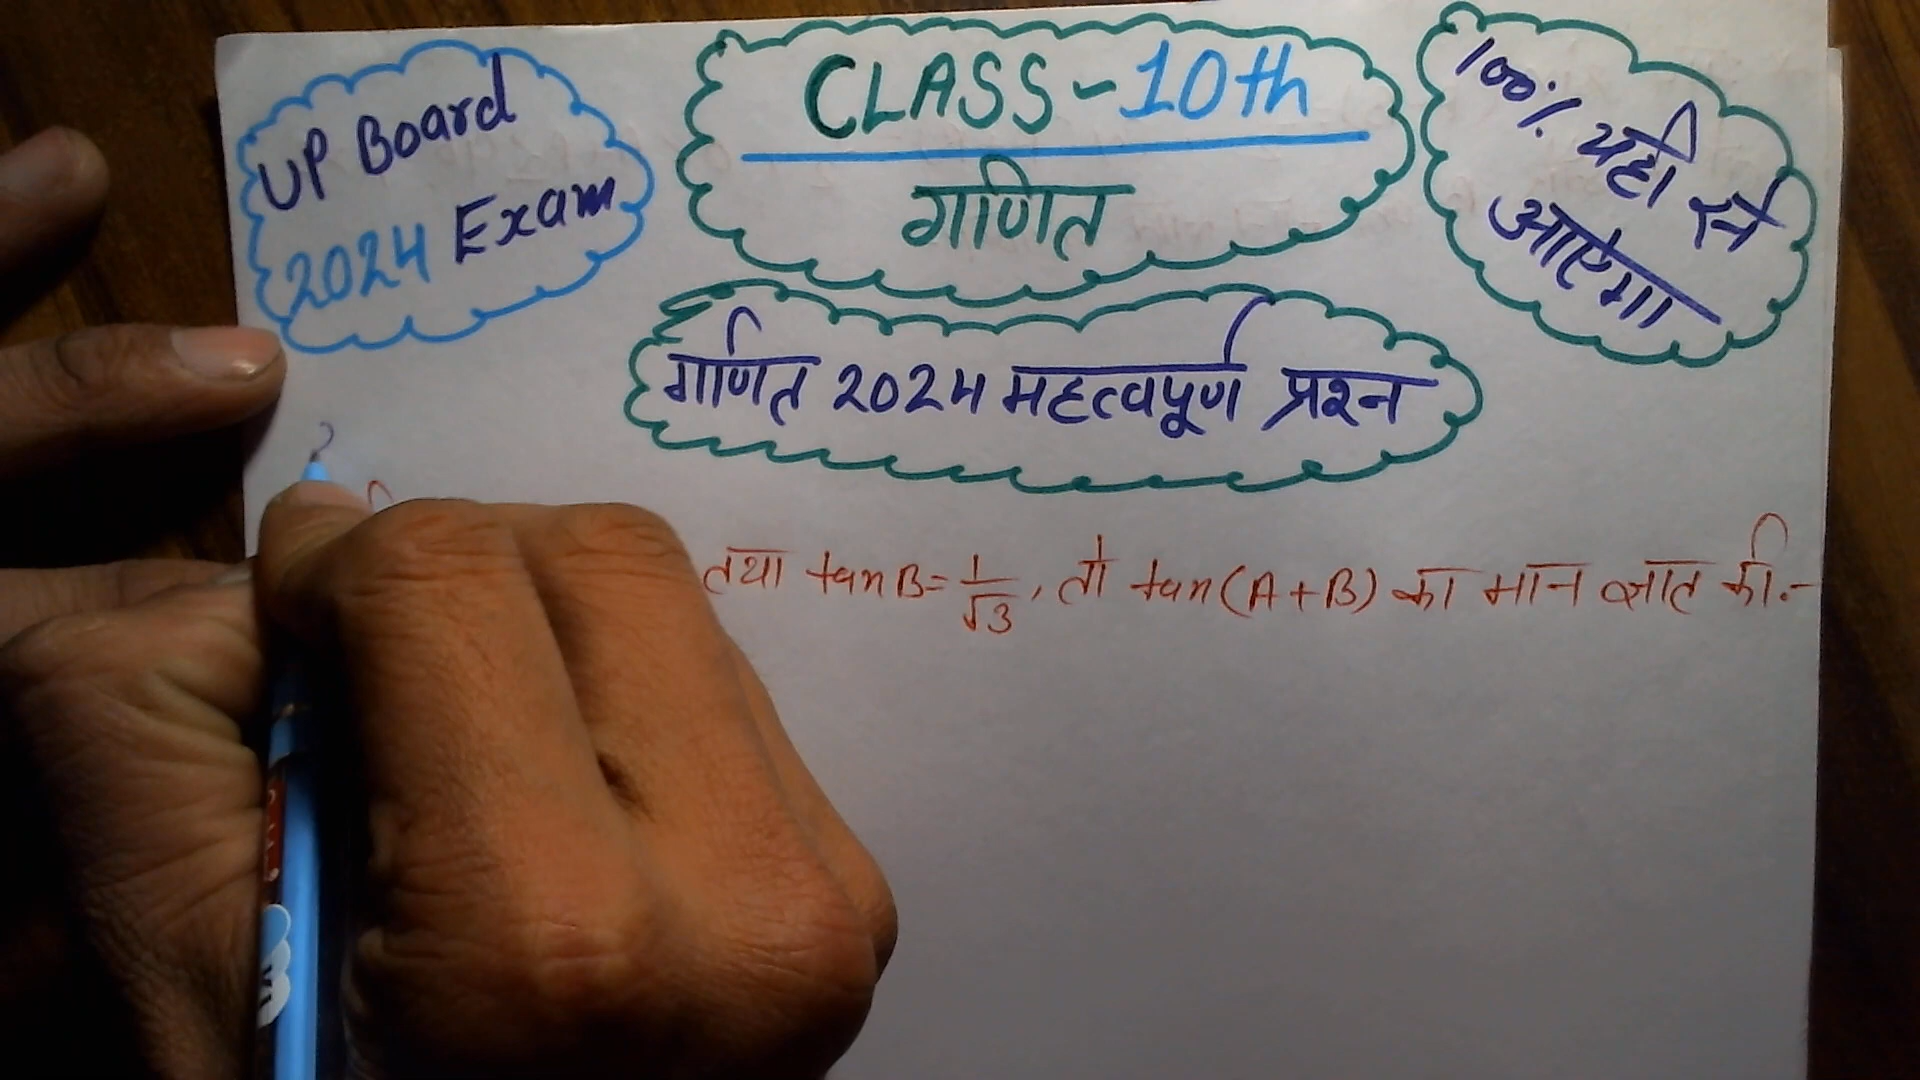 UP Board
2024 Exam
CLASS-10th
गणित
100% यही से
आऐगा
गणित 2024 महत्वपूर्ण प्रश्न
तथा tan B = 1/√3, तो tan(A+B) का मान ज्ञात की.-